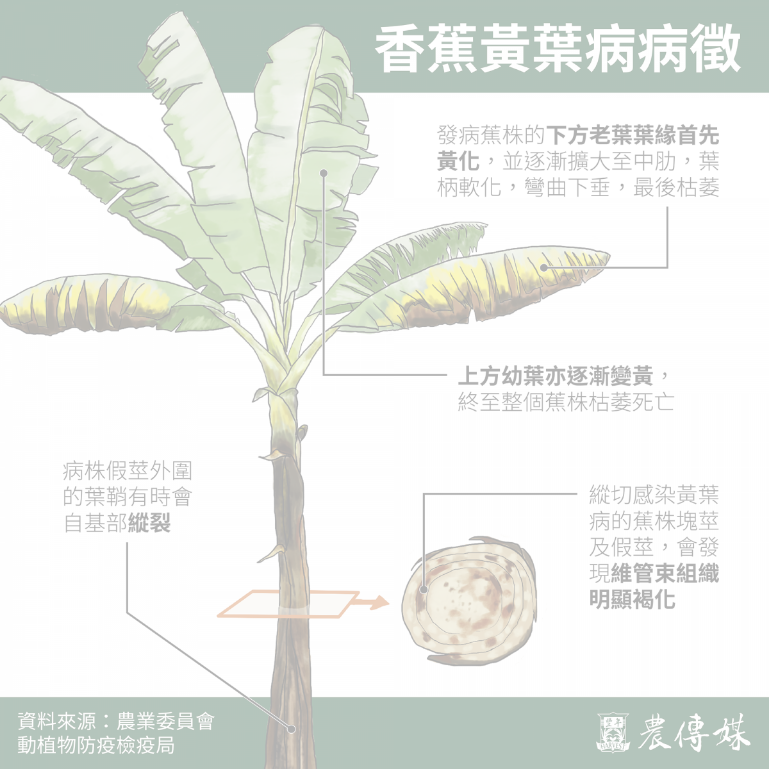 香蕉黃葉病病徵
發病蕉株的下方老葉葉緣首先
黃化，並逐漸擴大至中肋，葉
柄軟化，彎曲下垂，最後枯萎
上方幼葉亦逐漸變黃，
終至整個蕉株枯萎死亡
病株假莖外圍
的葉鞘有時會
自基部縱裂
縱切感染黃葉
病的蕉株塊莖
及假莖，會發
現維管束組織
明顯褐化
資料來源：農業委員會
動植物防疫檢疫局
農傳媒